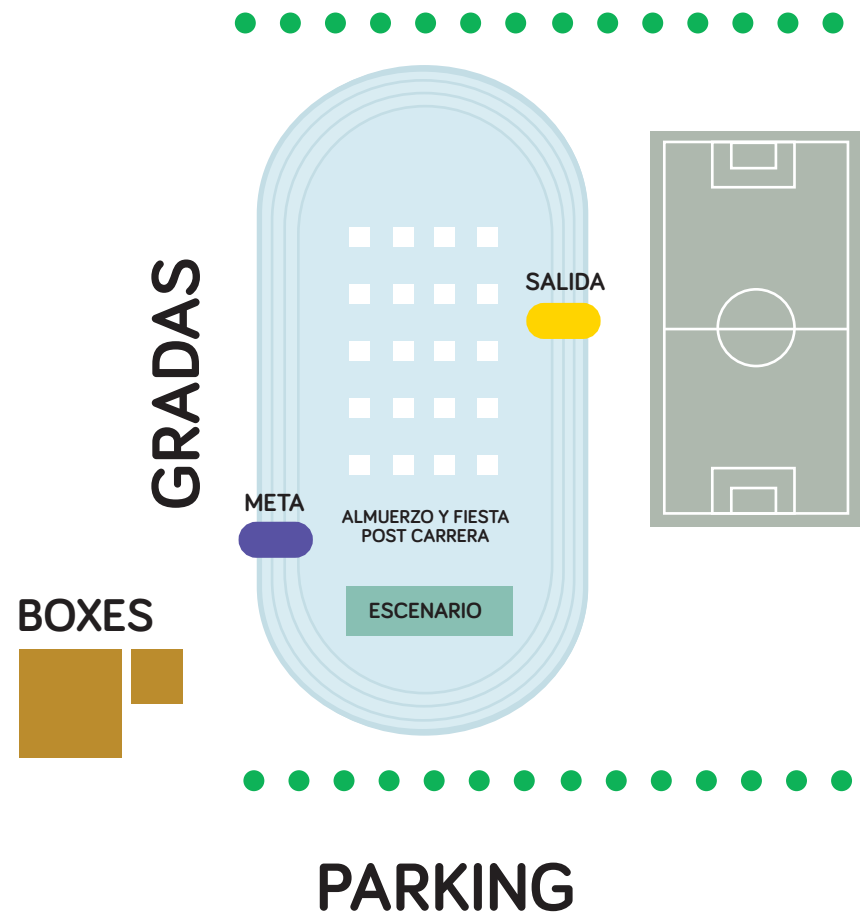 SALIDA
GRADAS
META
ALMUERZO Y FIESTA
POST CARRERA
ESCENARIO
BOXES
PARKING